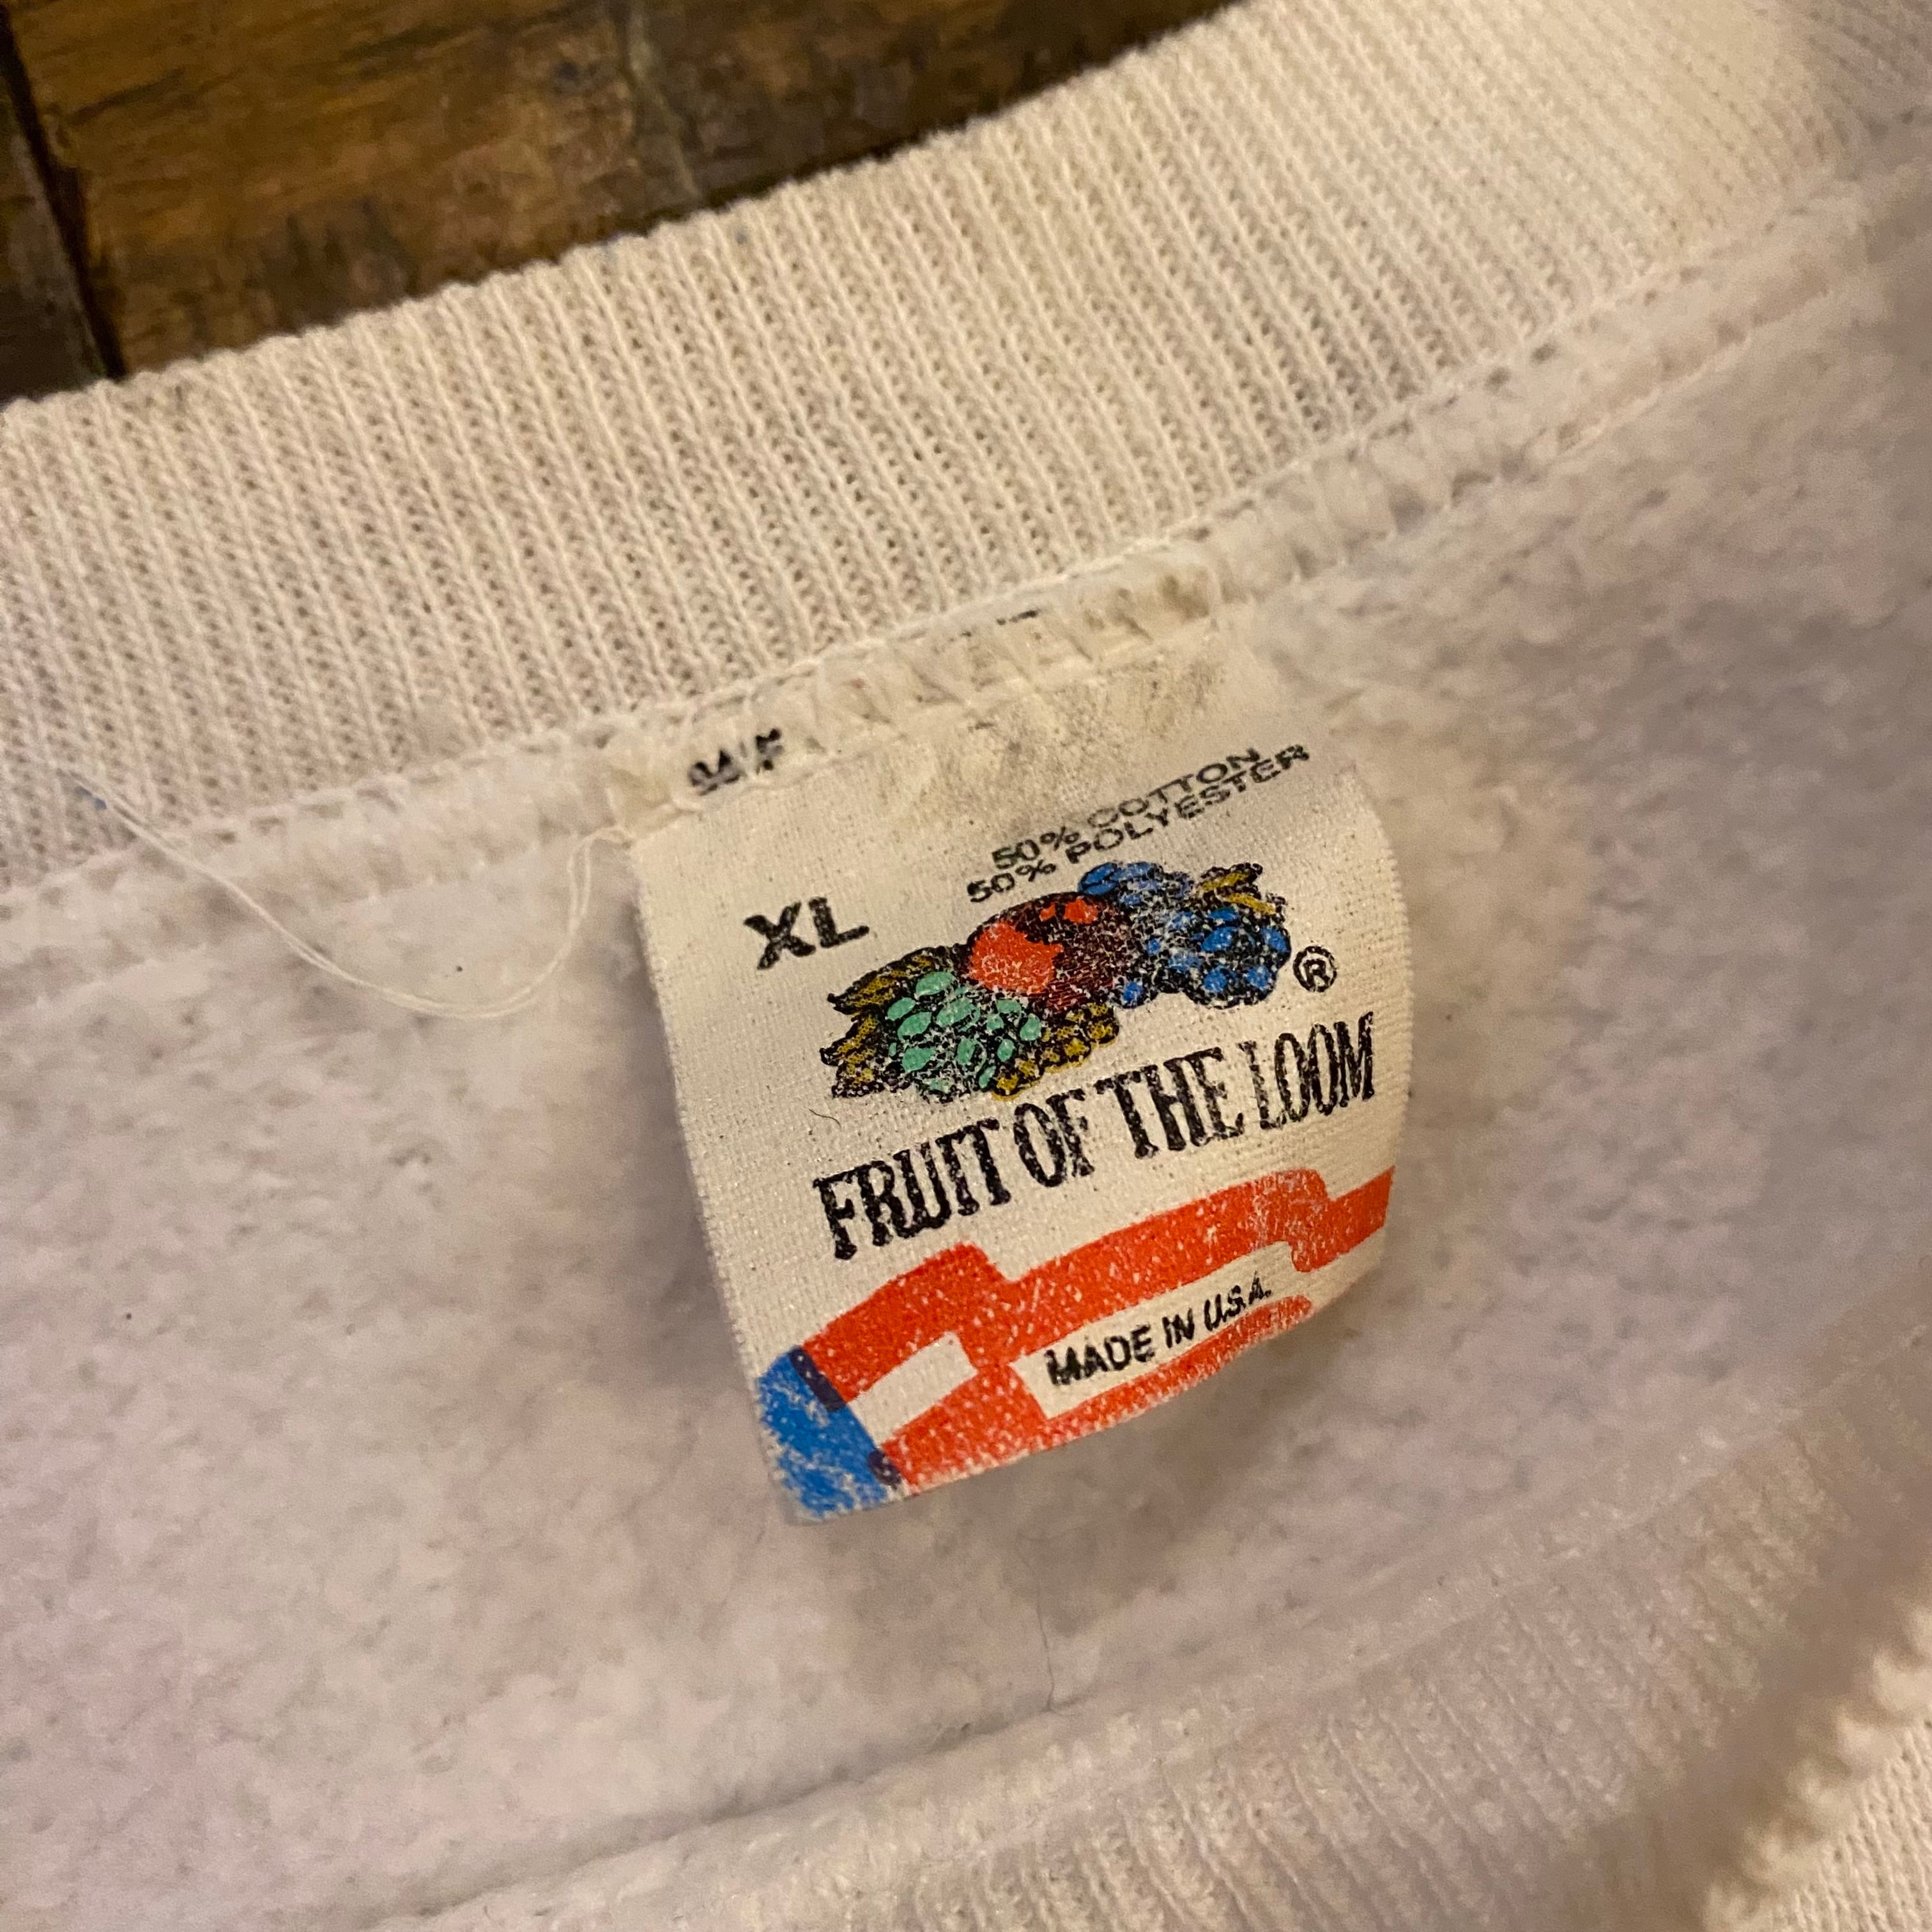 50% COTTON
50% POLYESTER
XL
®
FRUIT OF THE LOOM
MADE IN U.S.A.